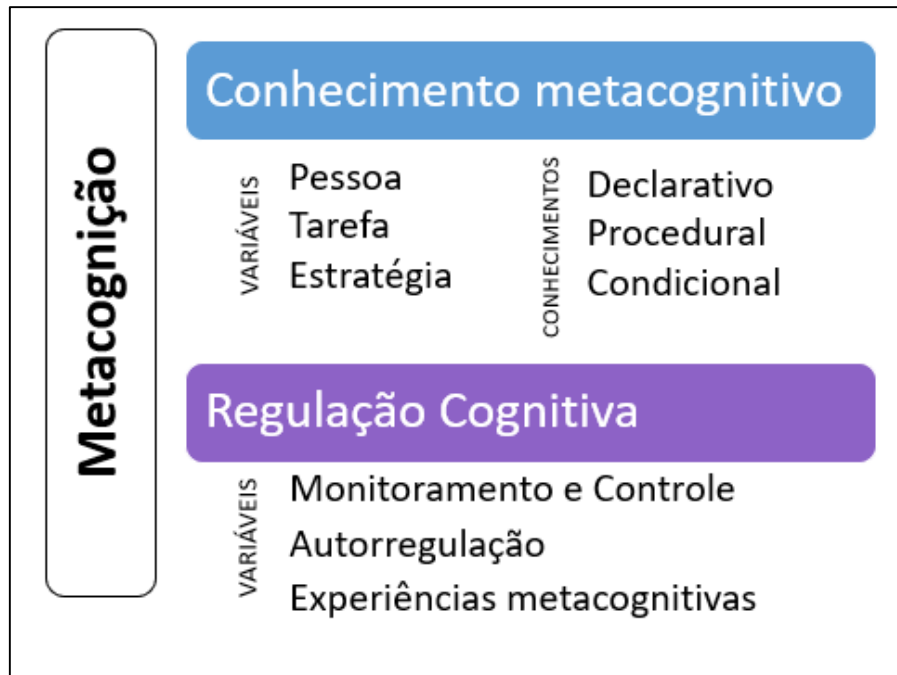 Metacognição
Conhecimento metacognitivo
VARIÁVEIS
Pessoa
Tarefa
Estratégia
CONHECIMENTOS
Declarativo
Procedural
Condicional
Regulação Cognitiva
VARIÁVEIS
Monitoramento e Controle
Autorregulação
Experiências metacognitivas